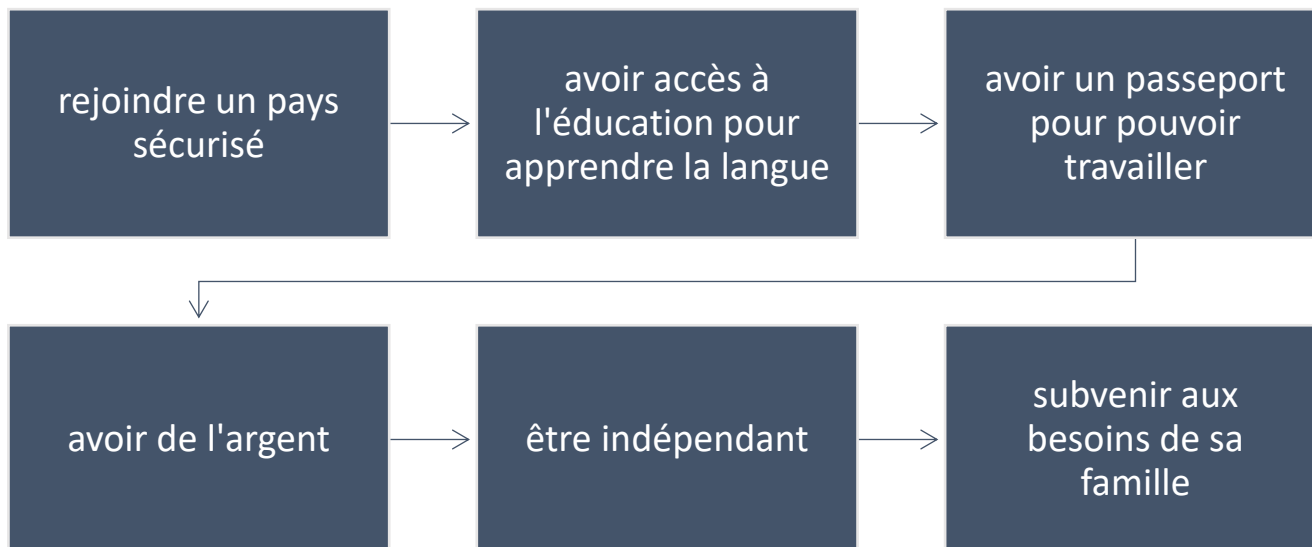 rejoindre un pays
sécurisé
avoir accès à
l'éducation pour
apprendre la langue
avoir un passeport
pour pouvoir
travailler
avoir de l'argent
être indépendant
subvenir aux
besoins de sa
famille